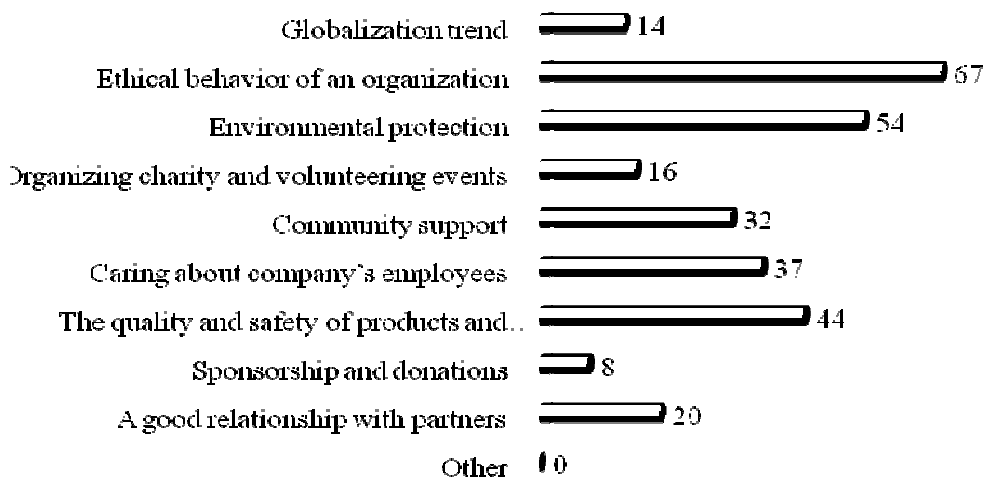 Globalization trend 14
Ethical behavior of an organization 67
Environmental protection 54
Organizing charity and volunteering events 16
Community support 32
Caring about company`s employees 37
The quality and safety of products and.. 44
Sponsorship and donations 8
A good relationship with partners 20
Other 0